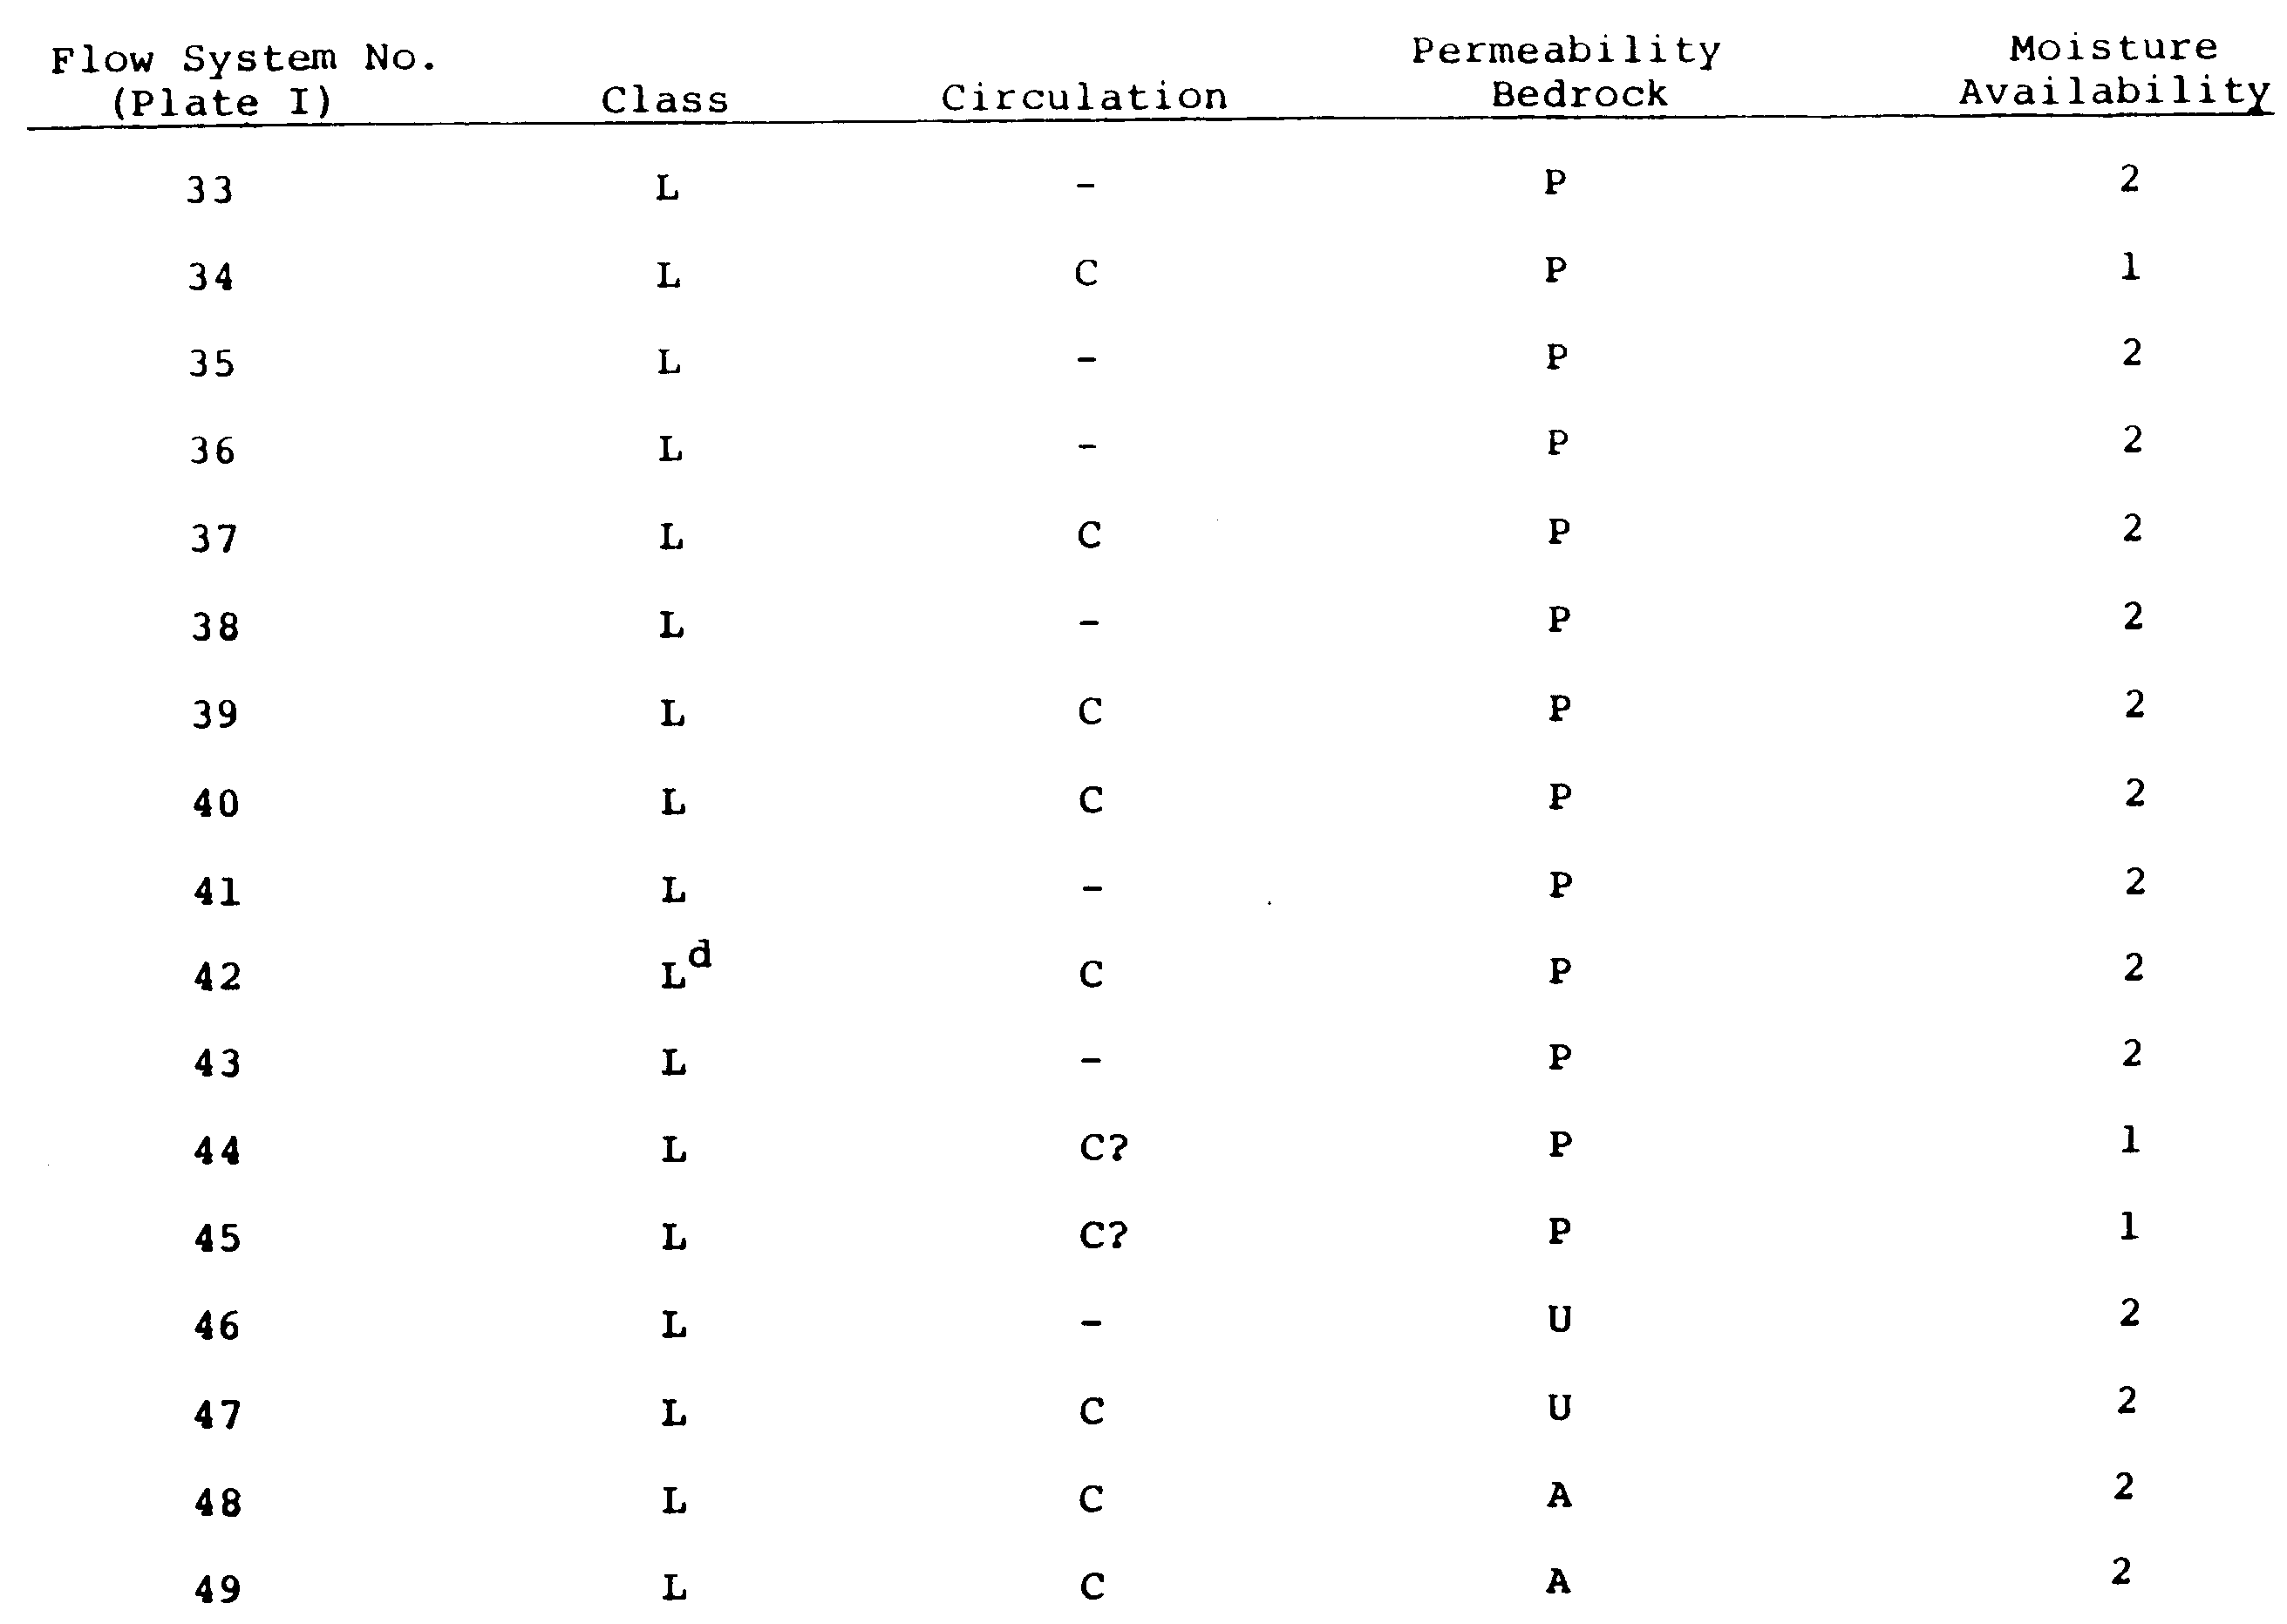 Flow System No. (Plate I) Class Circulation Permeability Bedrock Moisture Availability
33 L - P 2
34 L C P 1
35 L - P 2
36 L - P 2
37 L C P 2
38 L - P 2
39 L C P 2
40 L C P 2
41 L - P 2
42 L^d C P 2
43 L - P 2
44 L C? P 1
45 L C? P 1
46 L - U 2
47 L C U 2
48 L C A 2
49 L C A 2